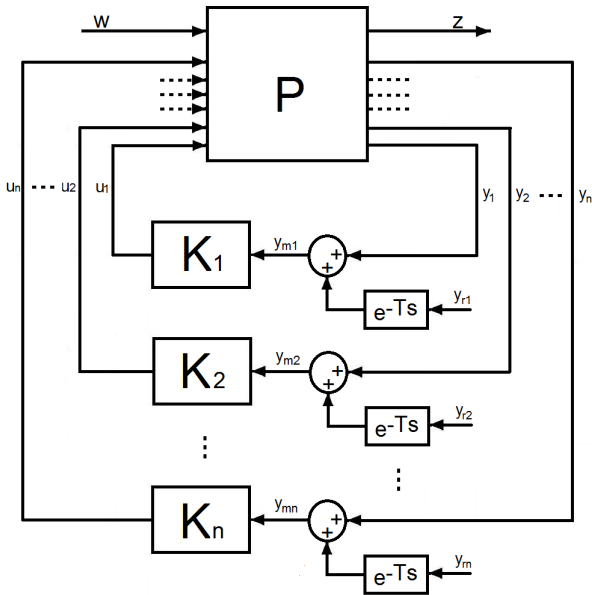 w
z
P
un
u2
u1
y1
y2
yn
K1
ym1
+
+
e-Ts
yr1
K2
ym2
+
+
e-Ts
yr2
Kn
ymn
+
+
e-Ts
yrn